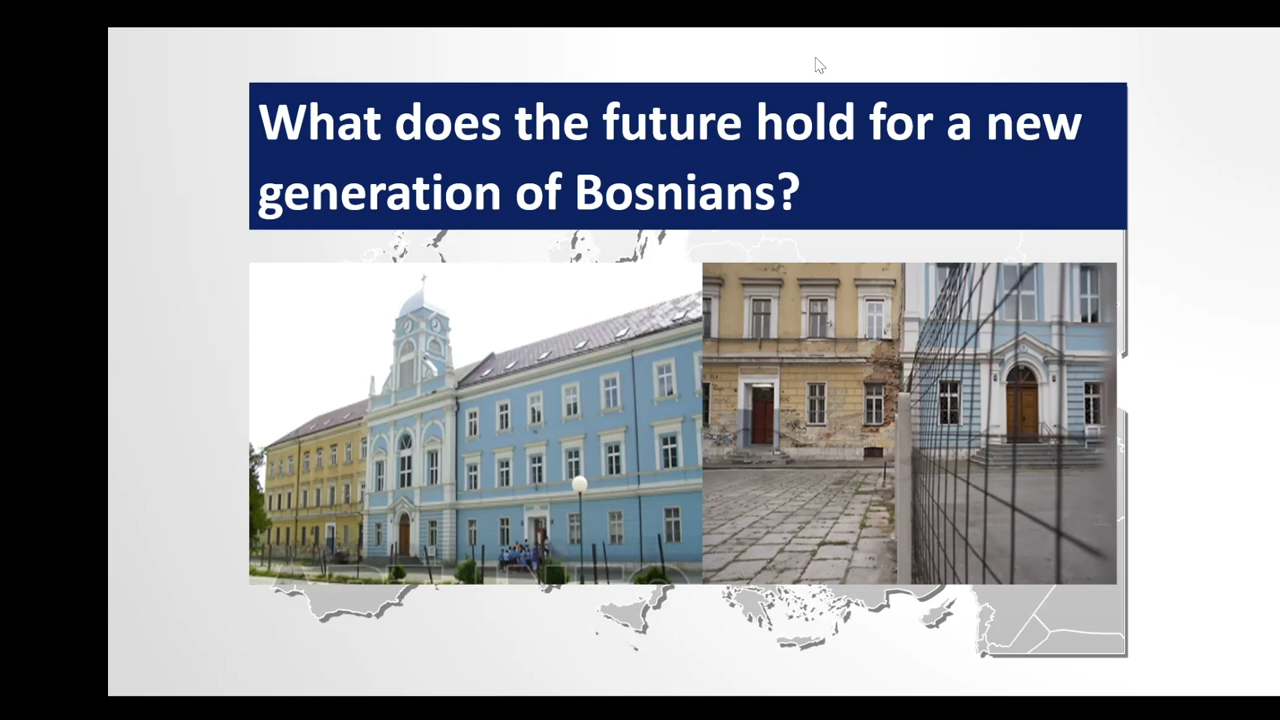 What does the future hold for a new
generation of Bosnians?